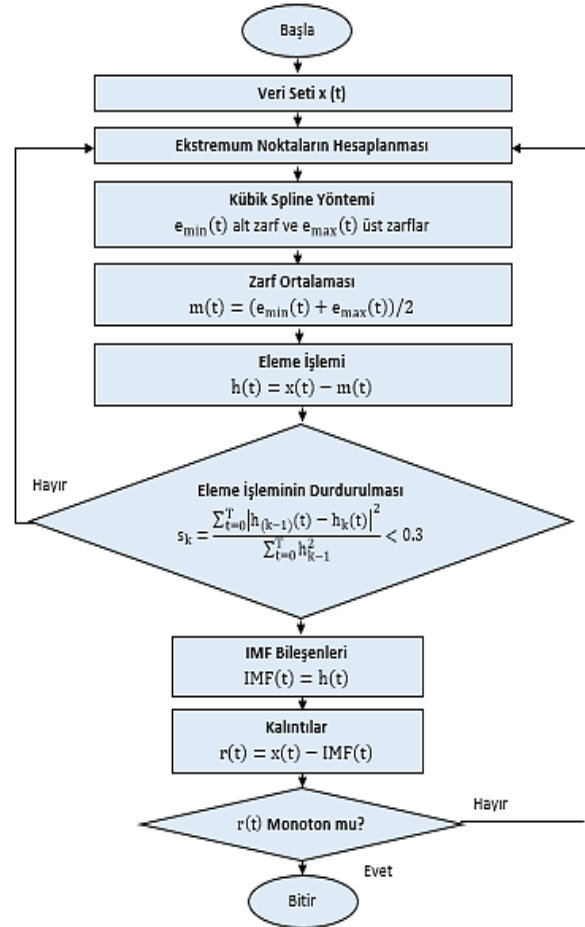 Başla
Veri Seti x (t)
Ekstremum Noktaların Hesaplanması
Kübik Spline Yöntemi
e_min(t) alt zarf ve e_max(t) üst zarflar
Zarf Ortalaması
m(t) = (e_min(t) + e_max(t))/2
Eleme İşlemi
h(t) = x(t) − m(t)
Hayır
Eleme İşleminin Durdurulması
s_k = ∑_{t=0}^{T}|h_{(k−1)}(t) − h_k(t)|^2 / ∑_{t=0}^{T} h_{k−1}^2 < 0.3
IMF Bileşenleri
IMF(t) = h(t)
Kalıntılar
r(t) = x(t) − IMF(t)
Hayır
r(t) Monoton mu?
Evet
Bitir